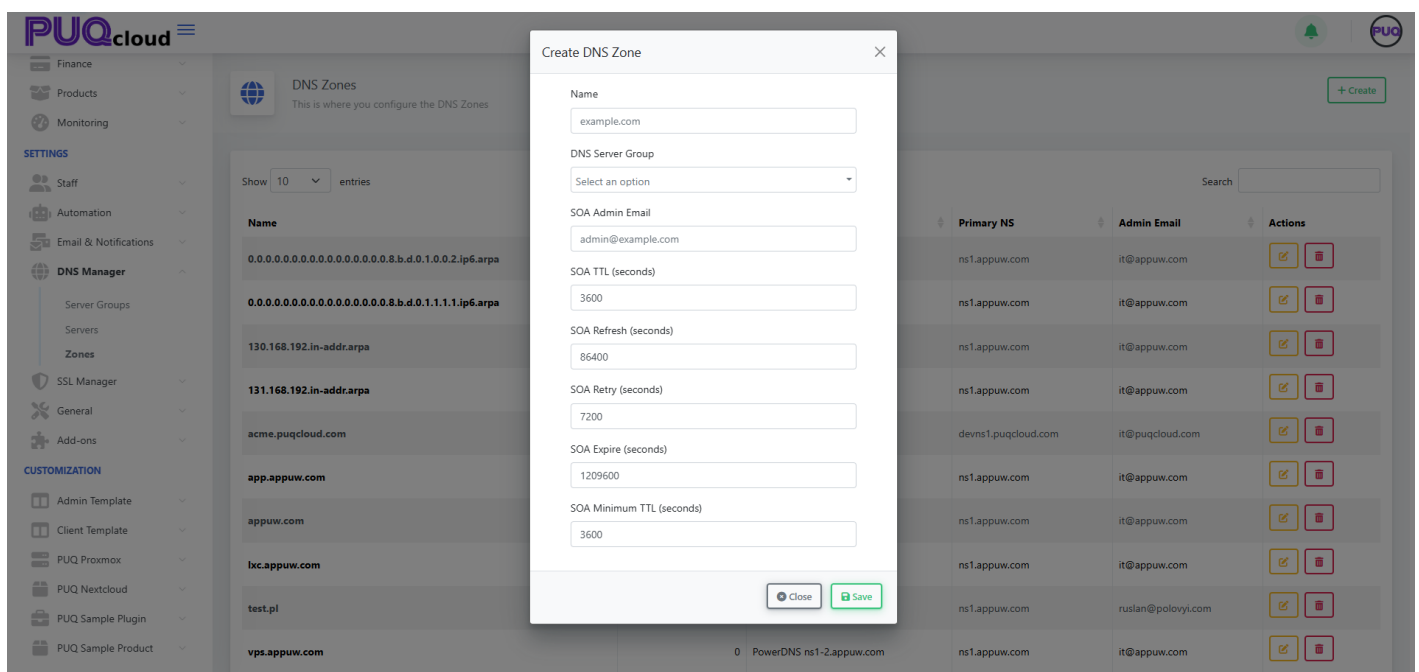 PUQcloud
PUQ
Finance
Products
Monitoring
SETTINGS
Staff
Automation
Email & Notifications
DNS Manager
Server Groups
Servers
Zones
SSL Manager
General
Add-ons
CUSTOMIZATION
Admin Template
Client Template
PUQ Proxmox
PUQ Nextcloud
PUQ Sample Plugin
PUQ Sample Product
DNS Zones
This is where you configure the DNS Zones
+ Create
Show 10 entries
Search
Name Primary NS Admin Email Actions
0.0.0.0.0.0.0.0.0.0.0.0.0.0.0.0.8.b.d.0.1.0.0.2.ip6.arpa ns1.appuw.com it@appuw.com
0.0.0.0.0.0.0.0.0.0.0.0.0.0.0.0.8.b.d.0.1.1.1.1.ip6.arpa ns1.appuw.com it@appuw.com
130.168.192.in-addr.arpa ns1.appuw.com it@appuw.com
131.168.192.in-addr.arpa ns1.appuw.com it@appuw.com
acme.puqcloud.com devns1.puqcloud.com it@puqcloud.com
app.appuw.com ns1.appuw.com it@appuw.com
appuw.com ns1.appuw.com it@appuw.com
lxc.appuw.com ns1.appuw.com it@appuw.com
test.pl ns1.appuw.com ruslan@polovyi.com
vps.appuw.com 0 PowerDNS ns1-2.appuw.com ns1.appuw.com it@appuw.com
Create DNS Zone
Name
example.com
DNS Server Group
Select an option
SOA Admin Email
admin@example.com
SOA TTL (seconds)
3600
SOA Refresh (seconds)
86400
SOA Retry (seconds)
7200
SOA Expire (seconds)
1209600
SOA Minimum TTL (seconds)
3600
Close
Save